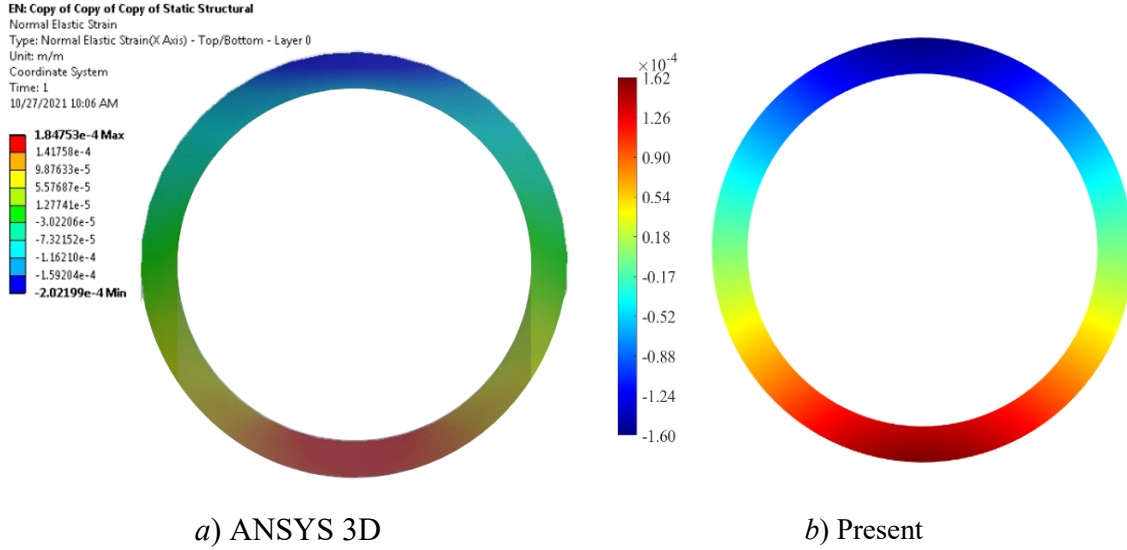 EN: Copy of Copy of Copy of Static Structural
Normal Elastic Strain
Type: Normal Elastic Strain(X Axis) - Top/Bottom - Layer 0
Unit: m/m
Coordinate System
Time: 1
10/27/2021 10:06 AM
1.84753e-4 Max
1.41758e-4
9.87633e-5
5.57687e-5
1.27741e-5
-3.02206e-5
-7.32152e-5
-1.16210e-4
-1.59204e-4
-2.02199e-4 Min
×10⁻⁴
1.62
1.26
0.90
0.54
0.18
-0.17
-0.52
-0.88
-1.24
-1.60
a) ANSYS 3D
b) Present